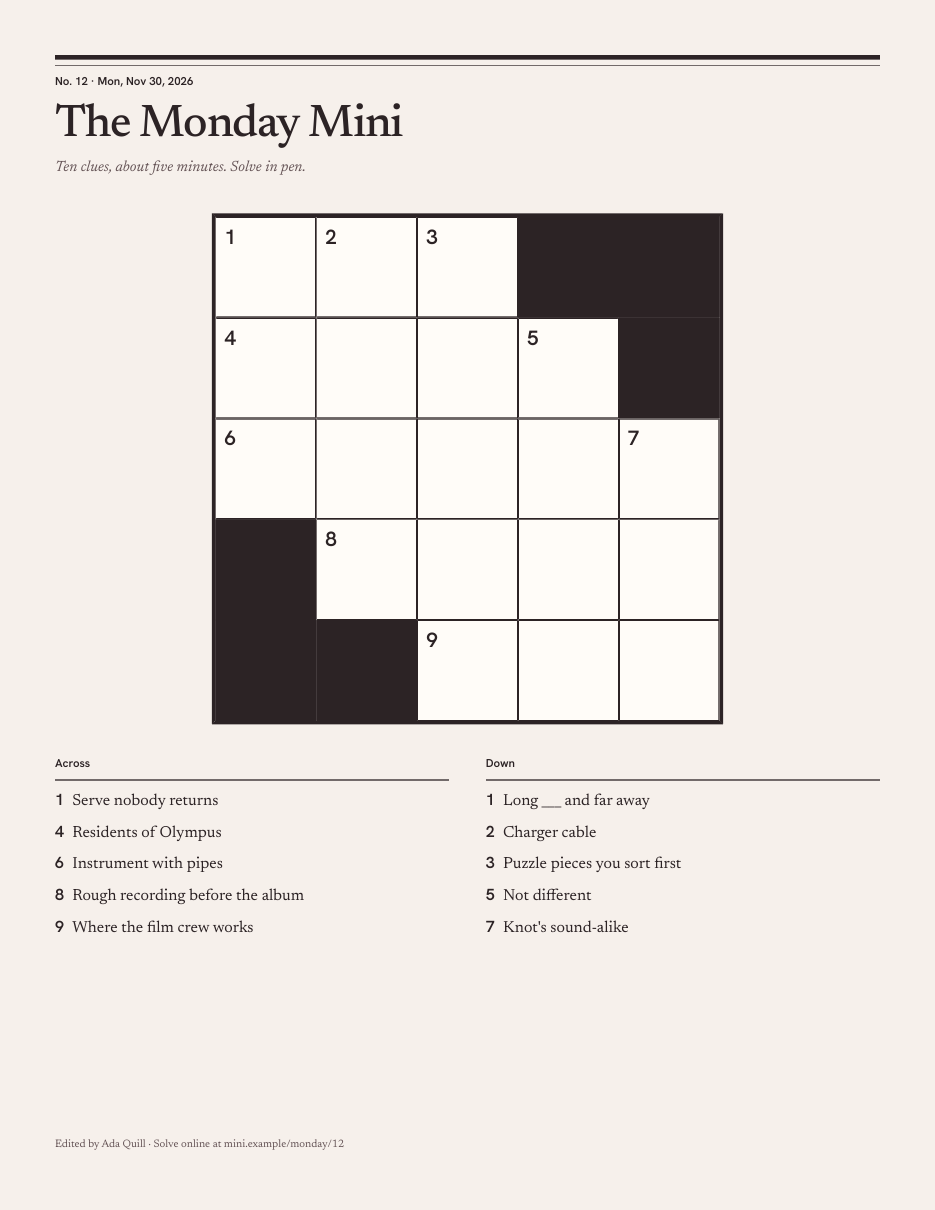 No. 12 · Mon, Nov 30, 2026
The Monday Mini
Ten clues, about five minutes. Solve in pen.
1 2 3
4 5
6 7
8
9
Across
1 Serve nobody returns
4 Residents of Olympus
6 Instrument with pipes
8 Rough recording before the album
9 Where the film crew works
Down
1 Long ___ and far away
2 Charger cable
3 Puzzle pieces you sort first
5 Not different
7 Knot's sound-alike
Edited by Ada Quill · Solve online at mini.example/monday/12